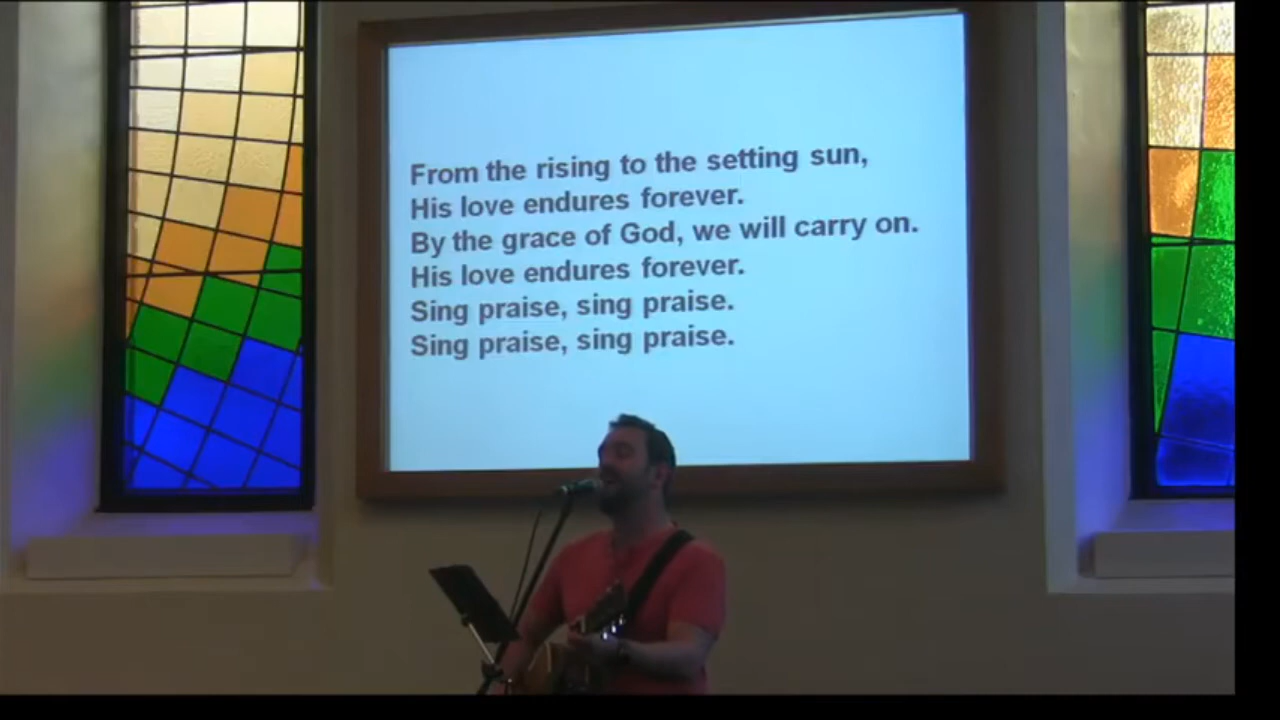 From the rising to the setting sun,
His love endures forever.
By the grace of God, we will carry on.
His love endures forever.
Sing praise, sing praise.
Sing praise, sing praise.